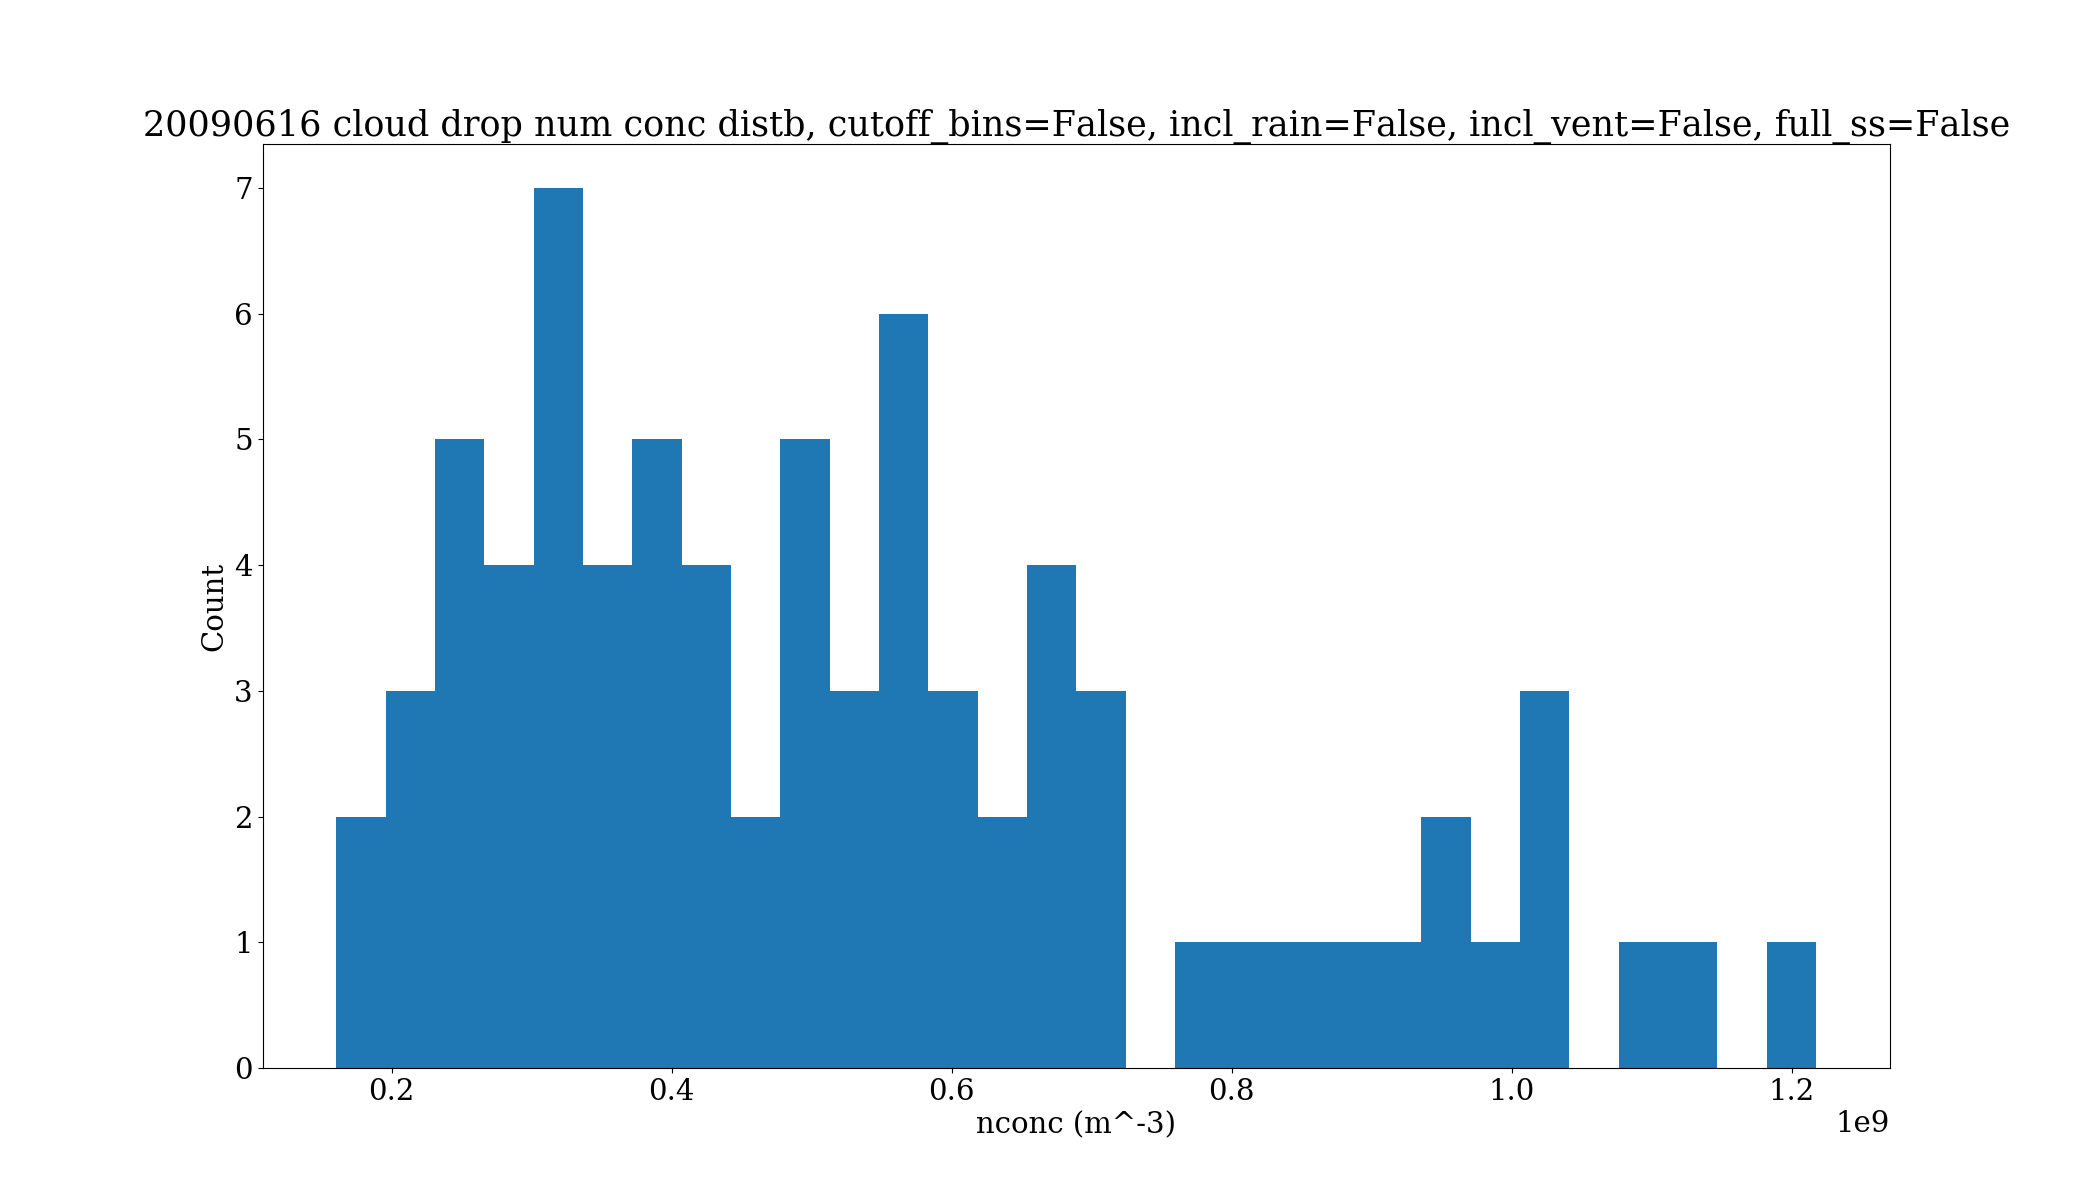 20090616 cloud drop num conc distb, cutoff_bins=False, incl_rain=False, incl_vent=False, full_ss=False
7
6
5
4
3
2
1
0
Count
0.2 0.4 0.6 0.8 1.0 1.2
nconc (m^-3)
1e9